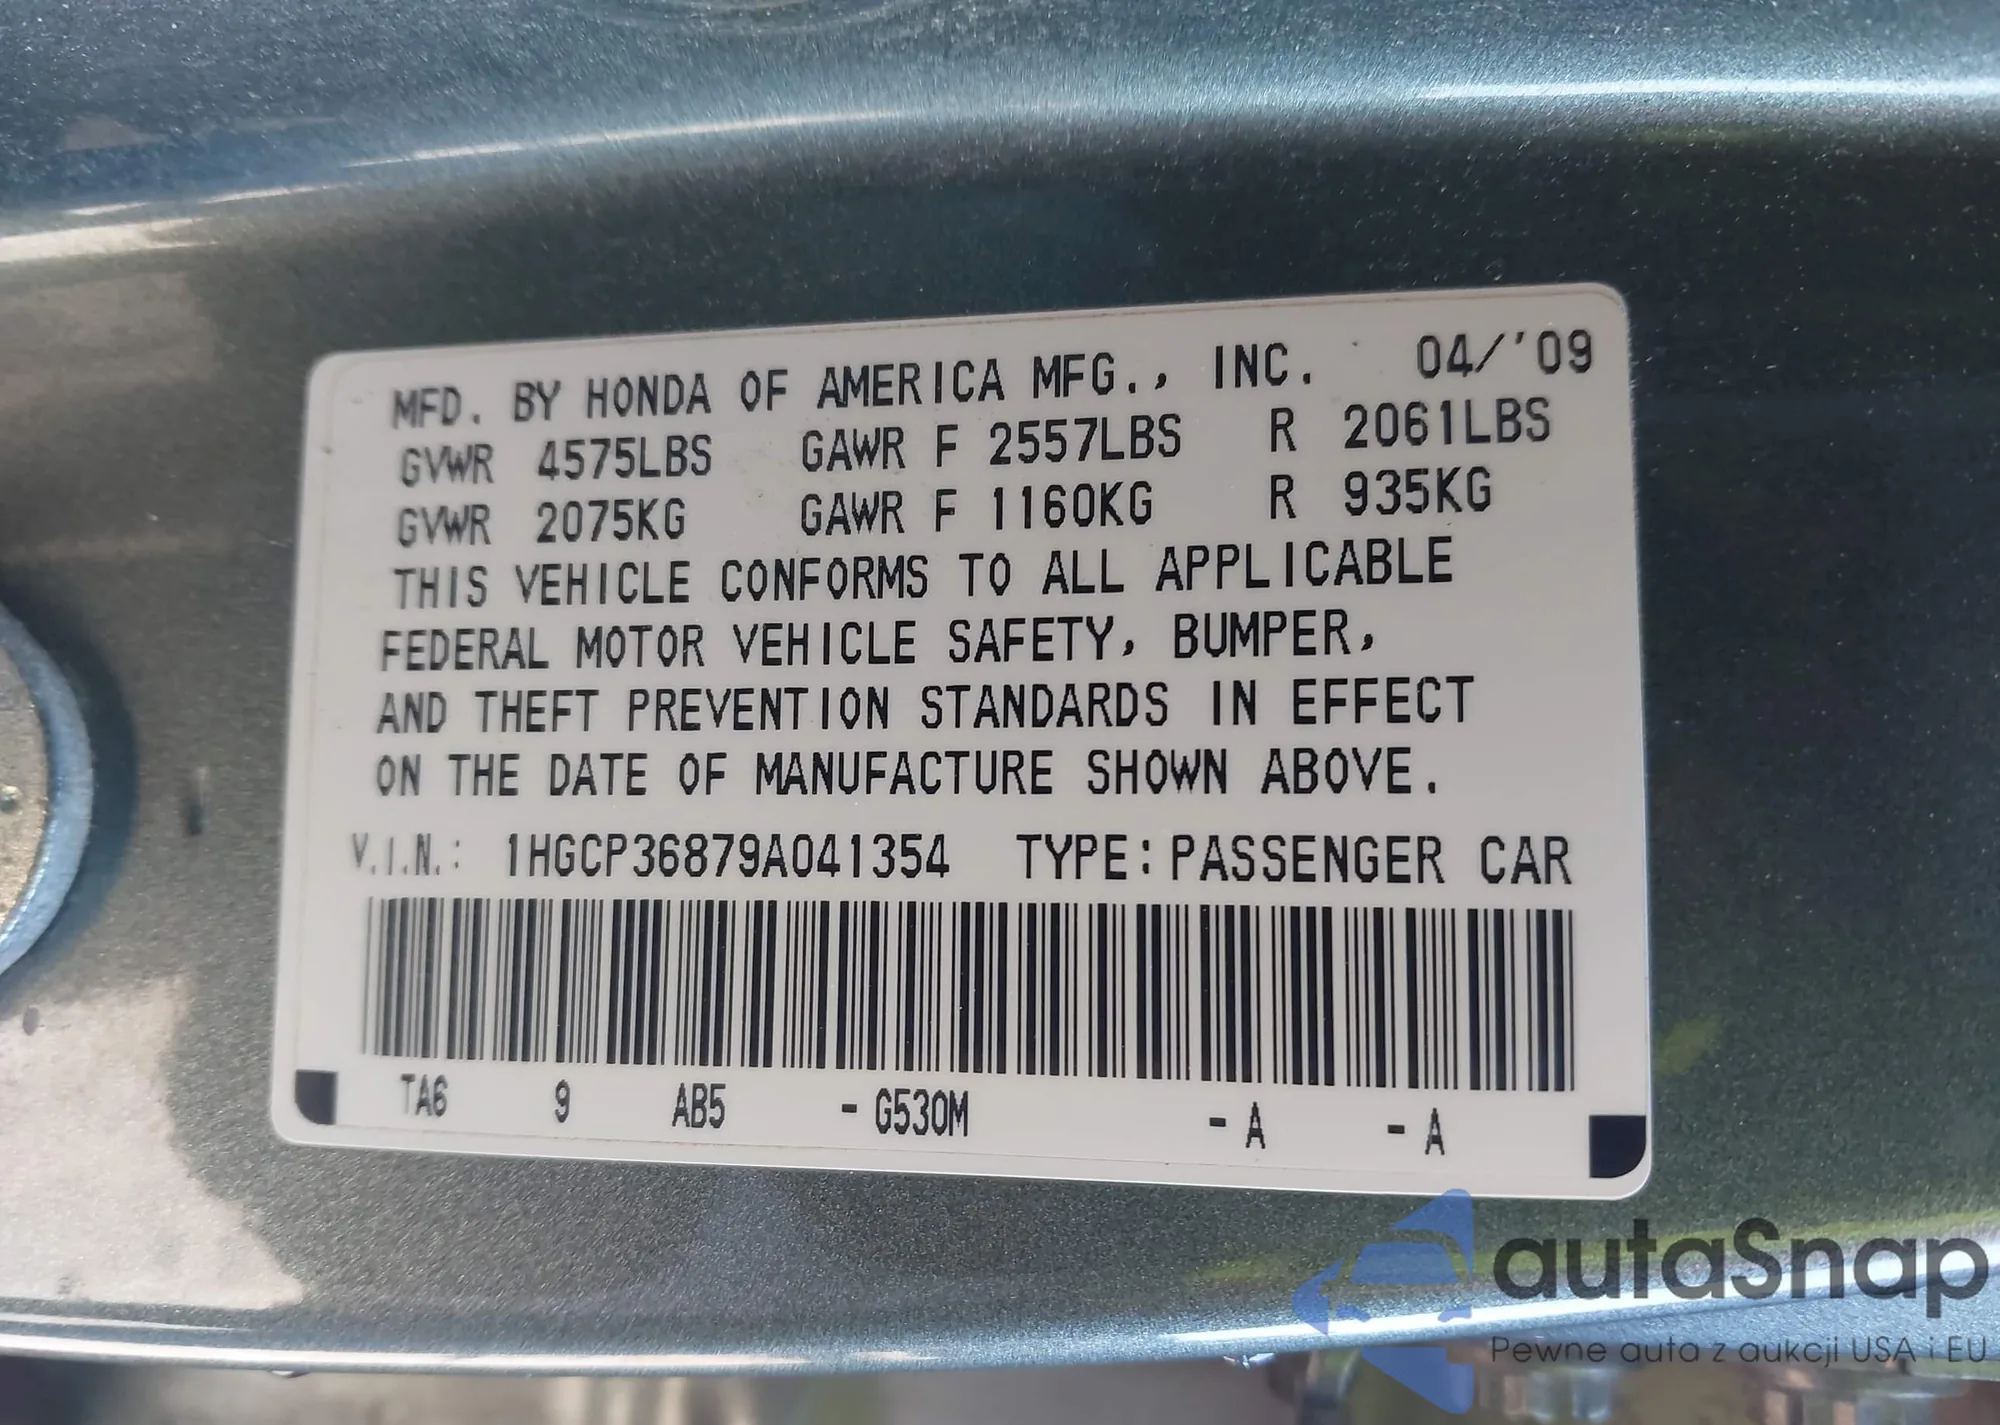 MFD. BY HONDA OF AMERICA MFG., INC. 04/'09
GVWR 4575LBS GAWR F 2557LBS R 2061LBS
GVWR 2075KG GAWR F 1160KG R 935KG
THIS VEHICLE CONFORMS TO ALL APPLICABLE
FEDERAL MOTOR VEHICLE SAFETY, BUMPER,
AND THEFT PREVENTION STANDARDS IN EFFECT
ON THE DATE OF MANUFACTURE SHOWN ABOVE.
V.I.N.: 1HGCP36879A041354 TYPE: PASSENGER CAR
TA6 9 AB5 - G530M - A - A
autaSnap
Pewne auta z aukcji USA i EU